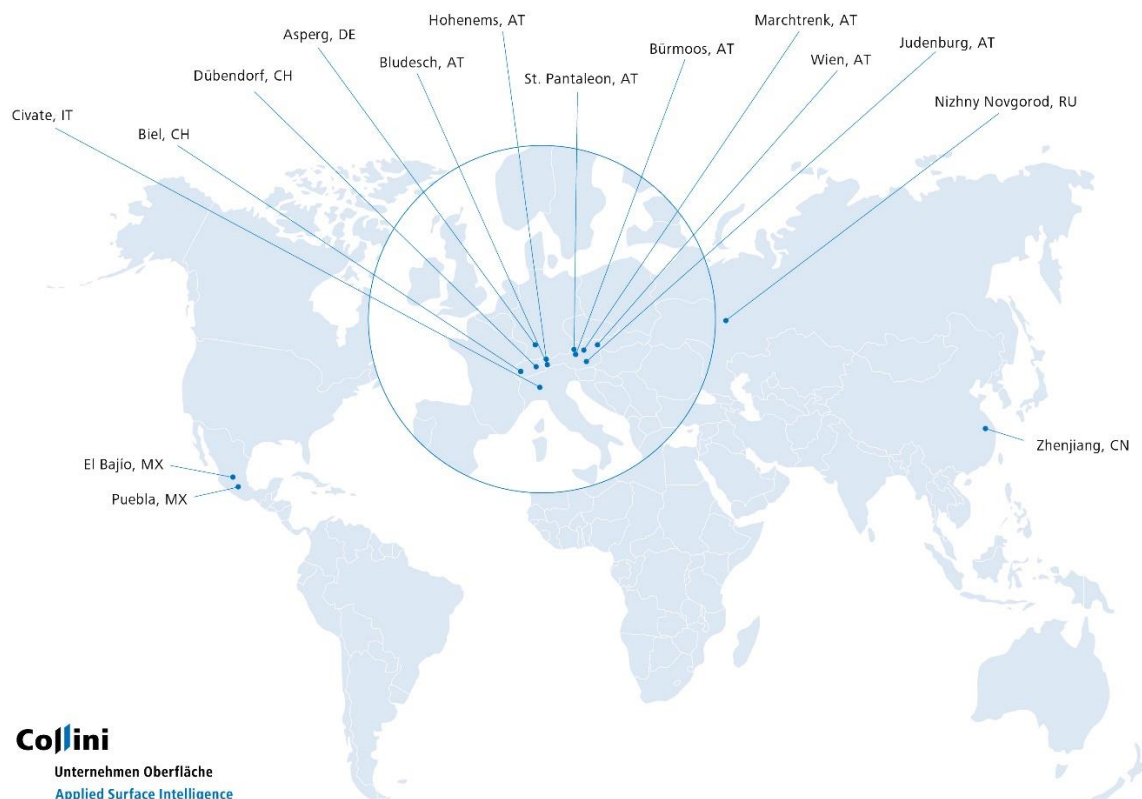 Hohenems, AT
Marchtrenk, AT
Asperg, DE
Judenburg, AT
Bürmoos, AT
Bludesch, AT
Wien, AT
Dübendorf, CH
St. Pantaleon, AT
Nizhny Novgorod, RU
Civate, IT
Biel, CH
Zhenjiang, CN
El Bajío, MX
Puebla, MX
Collini
Unternehmen Oberfläche
Applied Surface Intelligence